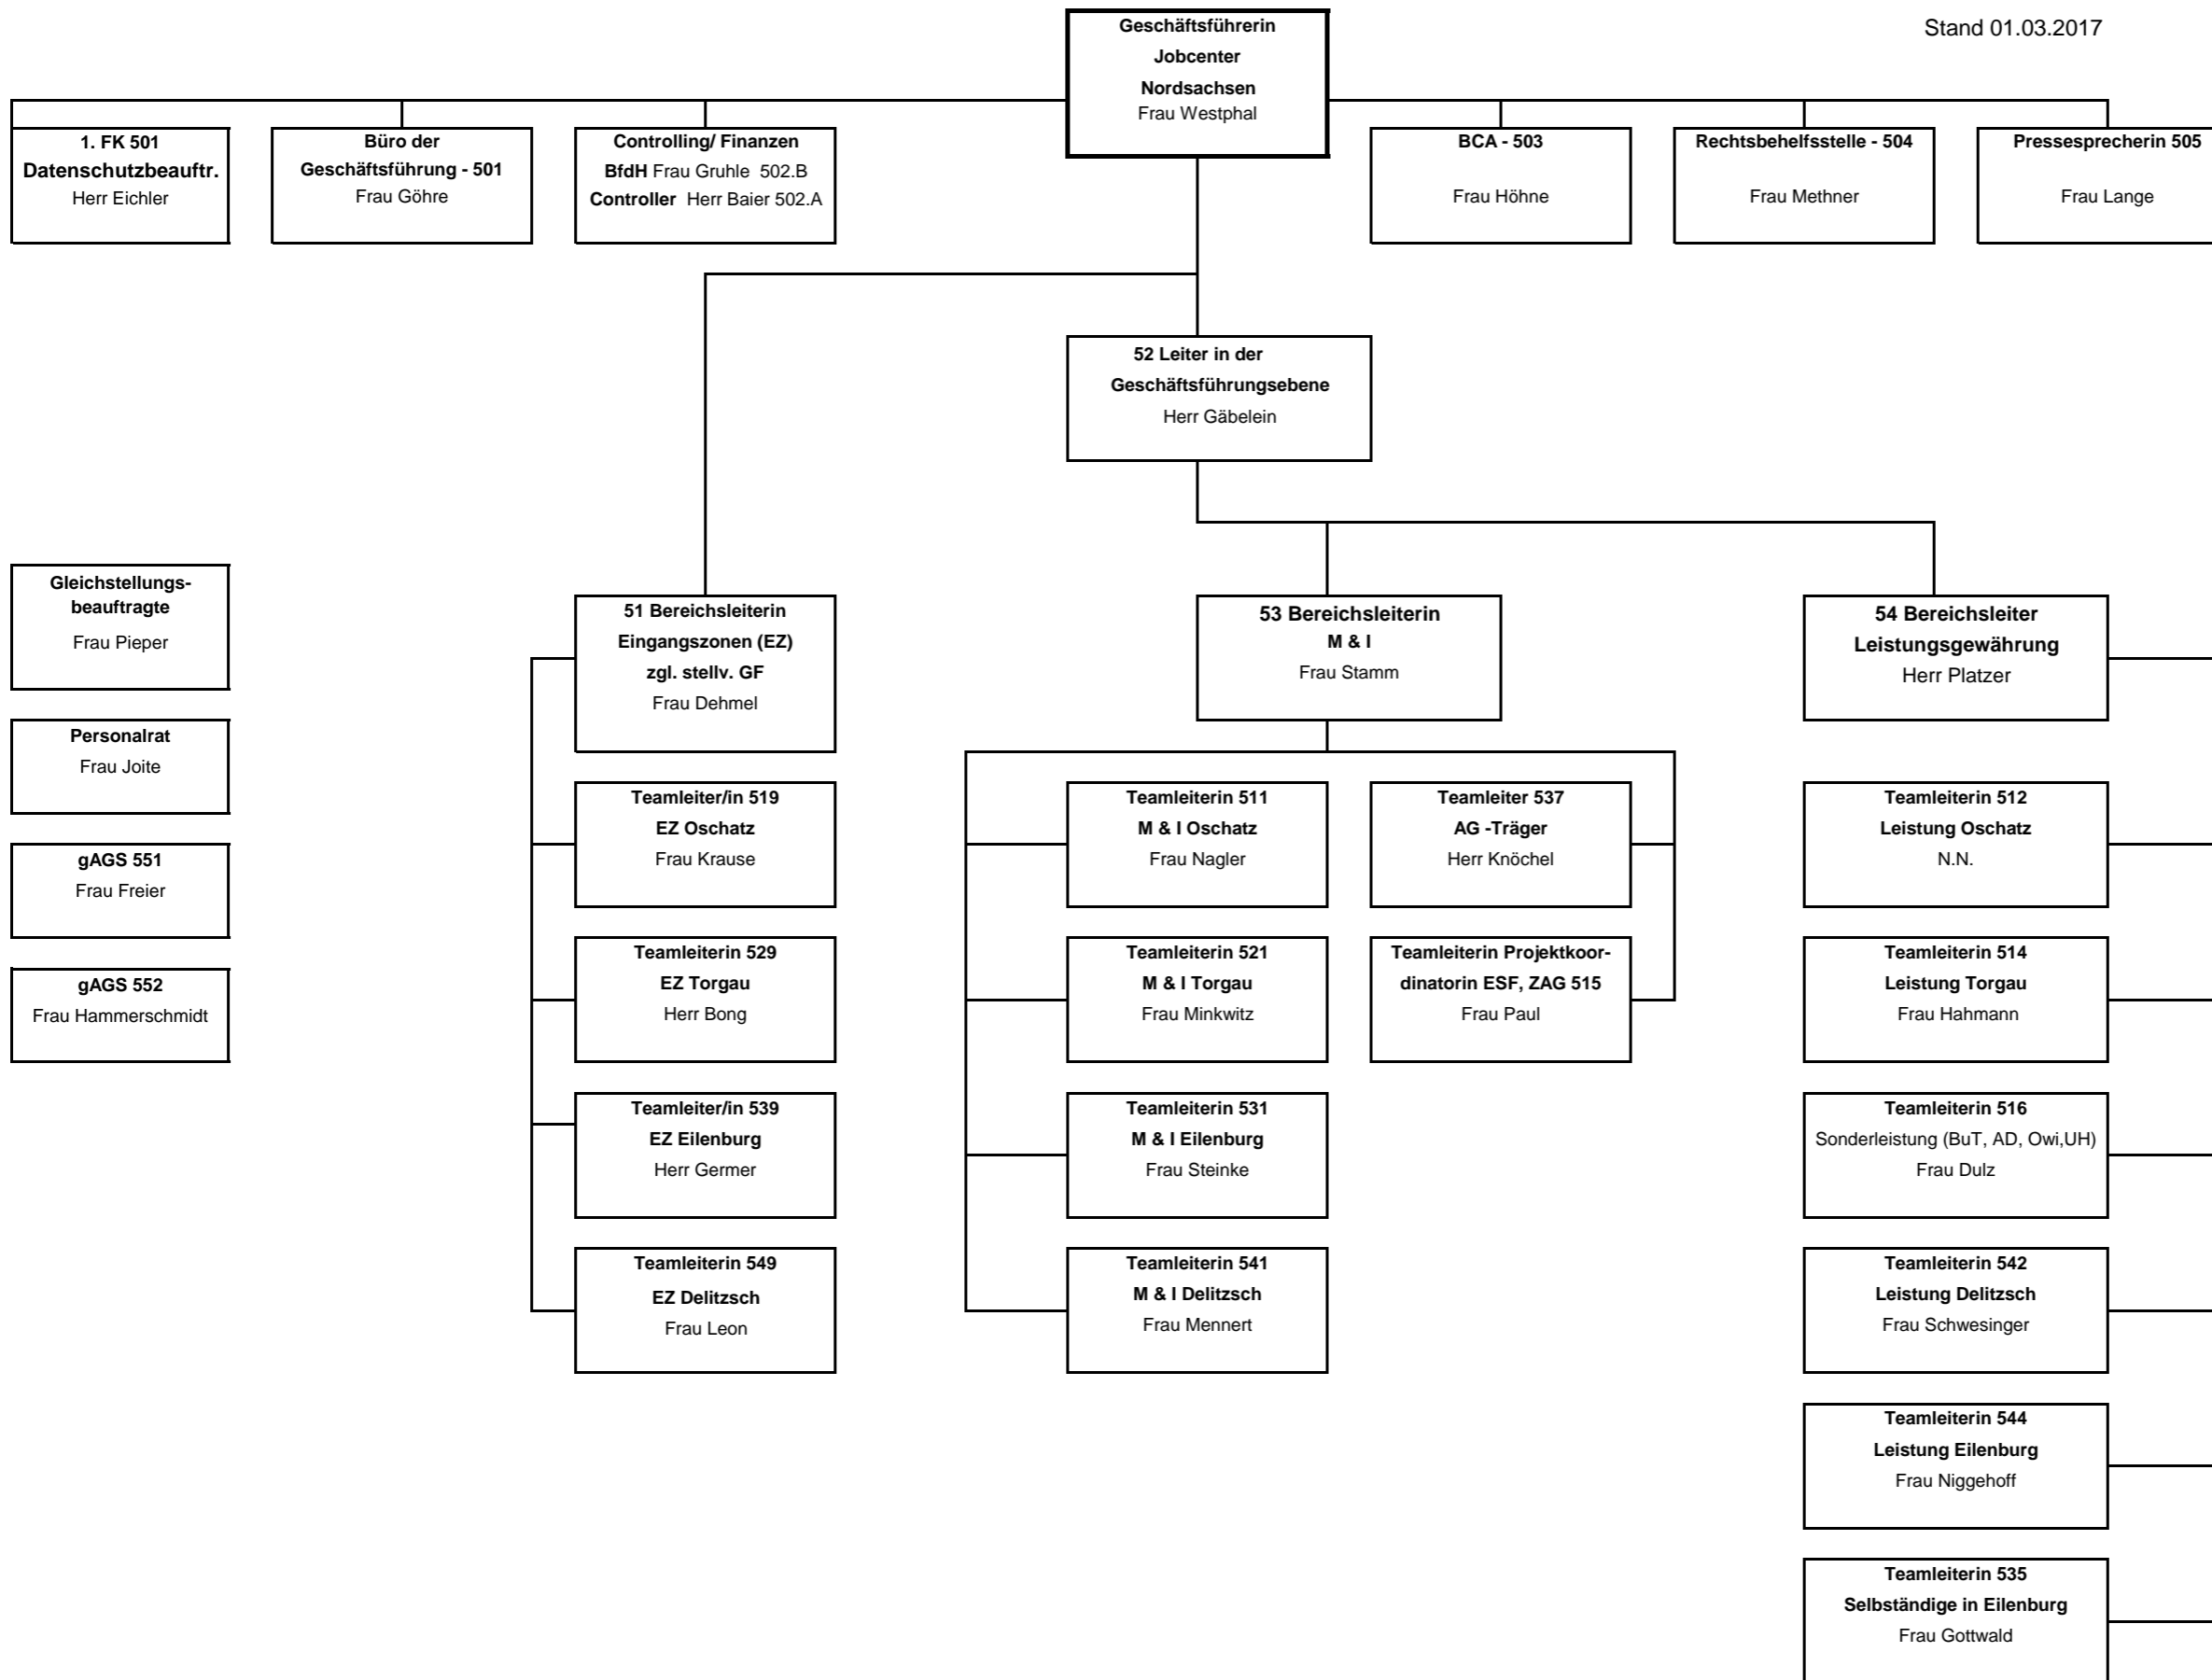 Geschäftsführerin
Jobcenter
Nordsachsen
Frau Westphal
Stand 01.03.2017
1. FK 501
Datenschutzbeauftr.
Herr Eichler
Büro der
Geschäftsführung - 501
Frau Göhre
Controlling/ Finanzen
BfdH Frau Gruhle 502.B
Controller Herr Baier 502.A
BCA - 503
Frau Höhne
Rechtsbehelfsstelle - 504
Frau Methner
Pressesprecherin 505
Frau Lange
52 Leiter in der
Geschäftsführungsebene
Herr Gäbelein
Gleichstellungs-
beauftragte
Frau Pieper
Personalrat
Frau Joite
gAGS 551
Frau Freier
gAGS 552
Frau Hammerschmidt
51 Bereichsleiterin
Eingangszonen (EZ)
zgl. stellv. GF
Frau Dehmel
Teamleiter/in 519
EZ Oschatz
Frau Krause
Teamleiterin 529
EZ Torgau
Herr Bong
Teamleiter/in 539
EZ Eilenburg
Herr Germer
Teamleiterin 549
EZ Delitzsch
Frau Leon
53 Bereichsleiterin
M & I
Frau Stamm
Teamleiterin 511
M & I Oschatz
Frau Nagler
Teamleiterin 521
M & I Torgau
Frau Minkwitz
Teamleiterin 531
M & I Eilenburg
Frau Steinke
Teamleiterin 541
M & I Delitzsch
Frau Mennert
Teamleiter 537
AG -Träger
Herr Knöchel
Teamleiterin Projektkoor-
dinatorin ESF, ZAG 515
Frau Paul
54 Bereichsleiter
Leistungsgewährung
Herr Platzer
Teamleiterin 512
Leistung Oschatz
N.N.
Teamleiterin 514
Leistung Torgau
Frau Hahmann
Teamleiterin 516
Sonderleistung (BuT, AD, Owi,UH)
Frau Dulz
Teamleiterin 542
Leistung Delitzsch
Frau Schwesinger
Teamleiterin 544
Leistung Eilenburg
Frau Niggehoff
Teamleiterin 535
Selbständige in Eilenburg
Frau Gottwald